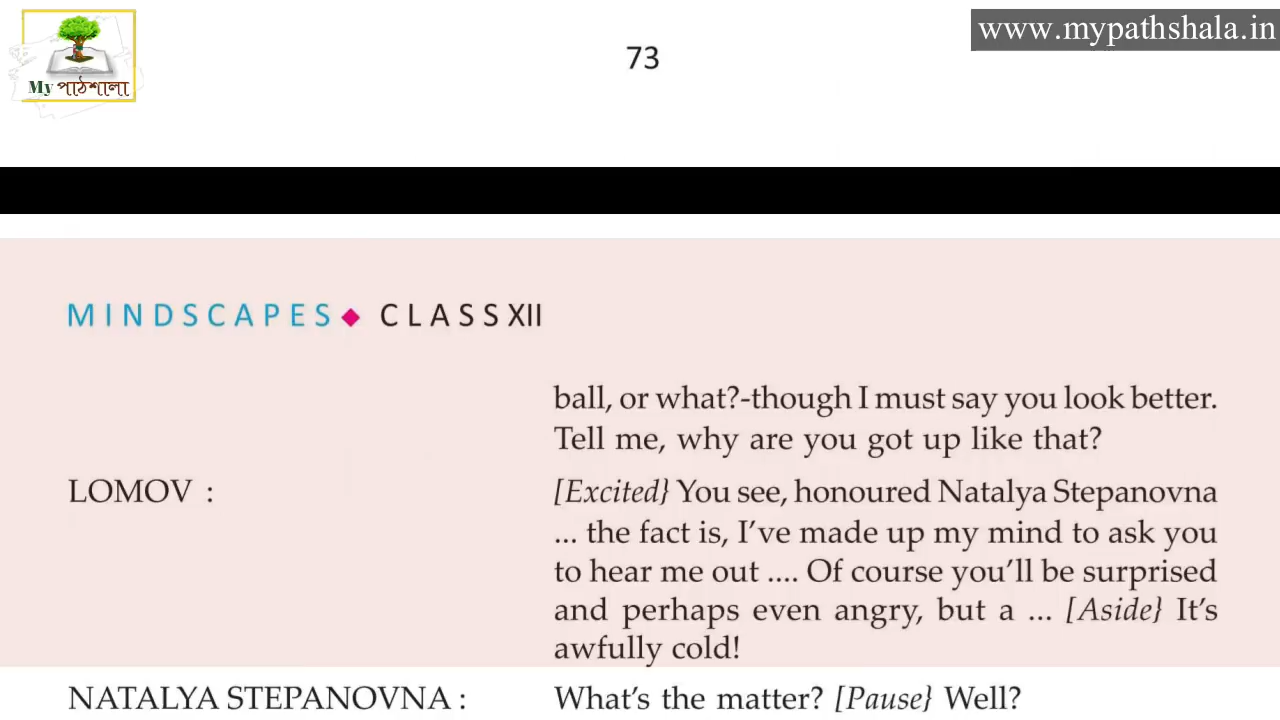 www.mypathshala.in
My পাঠশালা
73
MINDSCAPES◆ CLASS XII
ball, or what?-though I must say you look better.
Tell me, why are you got up like that?
LOMOV : [Excited} You see, honoured Natalya Stepanovna
... the fact is, I've made up my mind to ask you
to hear me out .... Of course you'll be surprised
and perhaps even angry, but a ... [Aside} It's
awfully cold!
NATALYA STEPANOVNA : What's the matter? [Pause} Well?